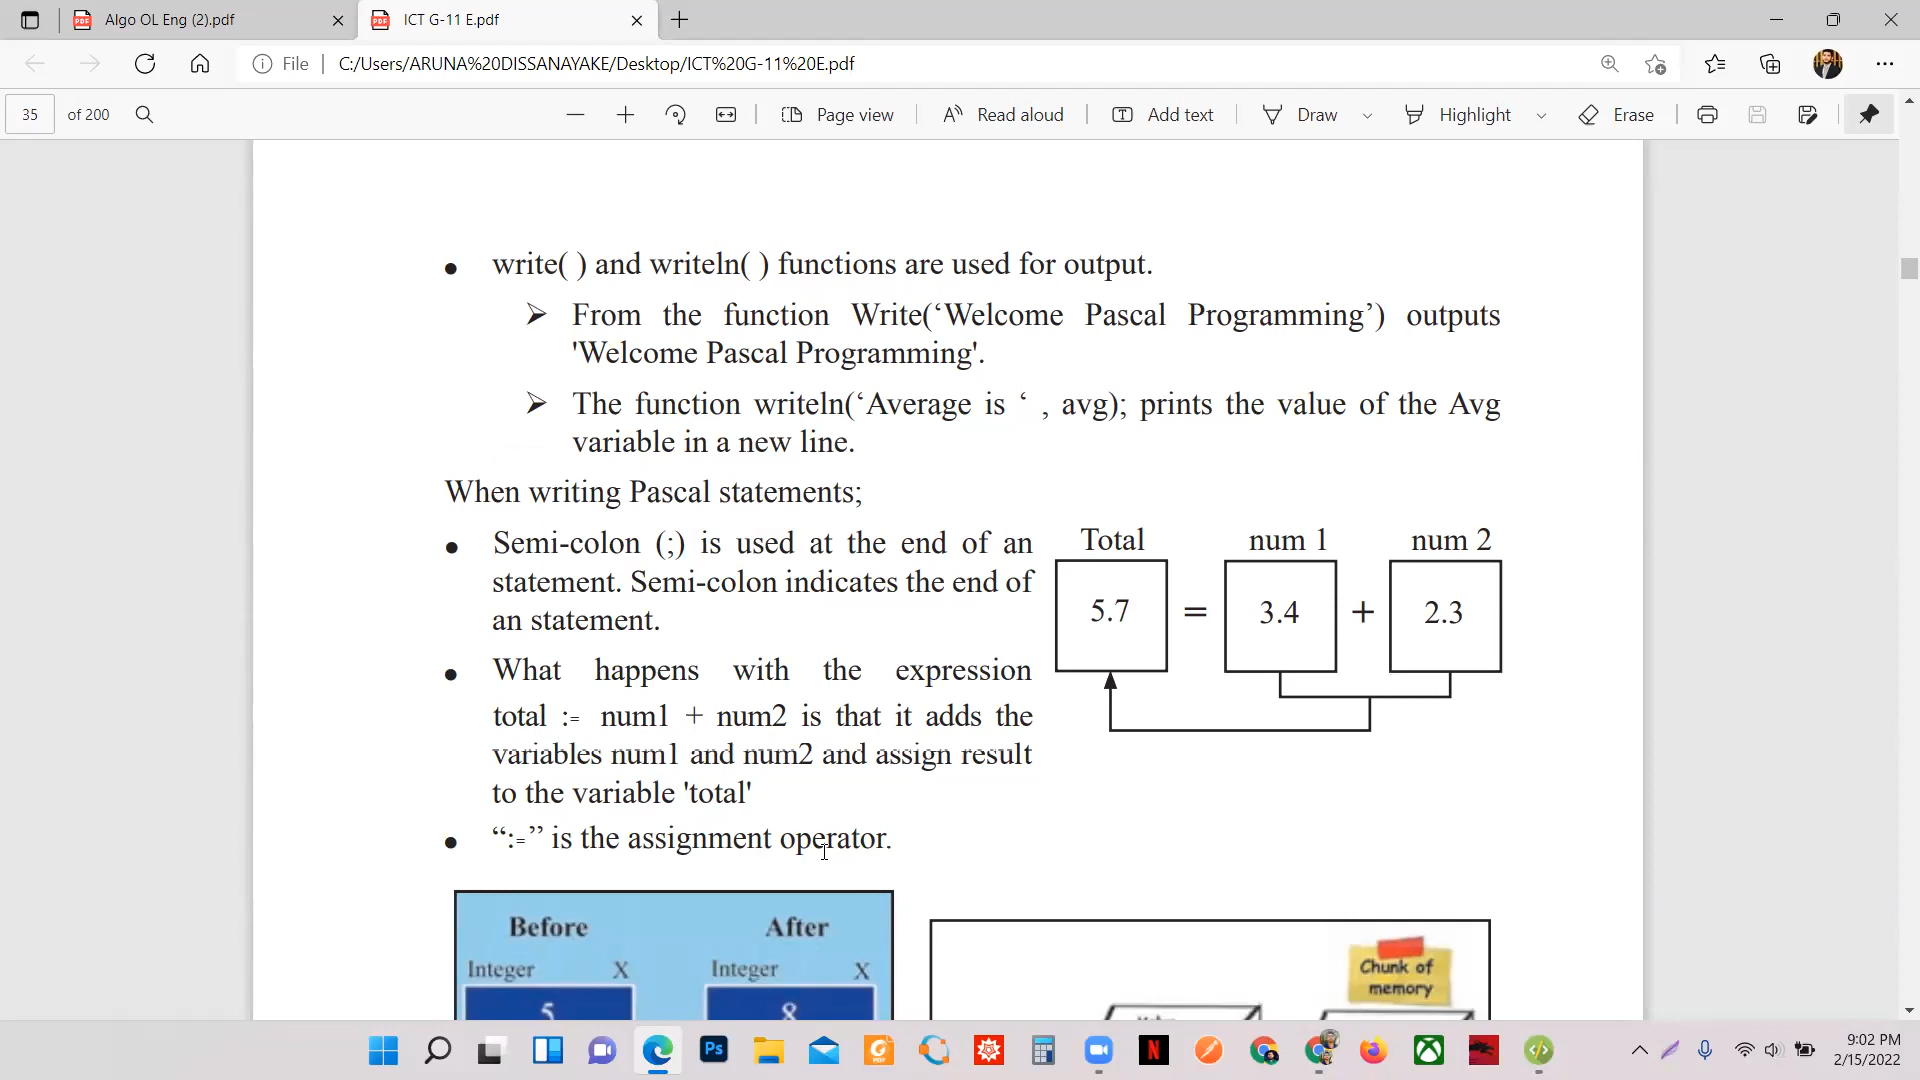 Algo OL Eng (2).pdf
ICT G-11 E.pdf
File
C:/Users/ARUNA%20DISSANAYAKE/Desktop/ICT%20G-11%20E.pdf
35 of 200
Page view
Read aloud
Add text
Draw
Highlight
Erase
• write( ) and writeln( ) functions are used for output.
➢ From the function Write(‘Welcome Pascal Programming’) outputs
'Welcome Pascal Programming'.
➢ The function writeln(‘Average is ‘ , avg); prints the value of the Avg
variable in a new line.
When writing Pascal statements;
• Semi-colon (;) is used at the end of an
statement. Semi-colon indicates the end of
an statement.
• What happens with the expression
total := num1 + num2 is that it adds the
variables num1 and num2 and assign result
to the variable 'total'
• “:=” is the assignment operator.
Total num 1 num 2
5.7 = 3.4 + 2.3
Before After
Integer X Integer X
5 8
Chunk of
memory
9:02 PM
2/15/2022